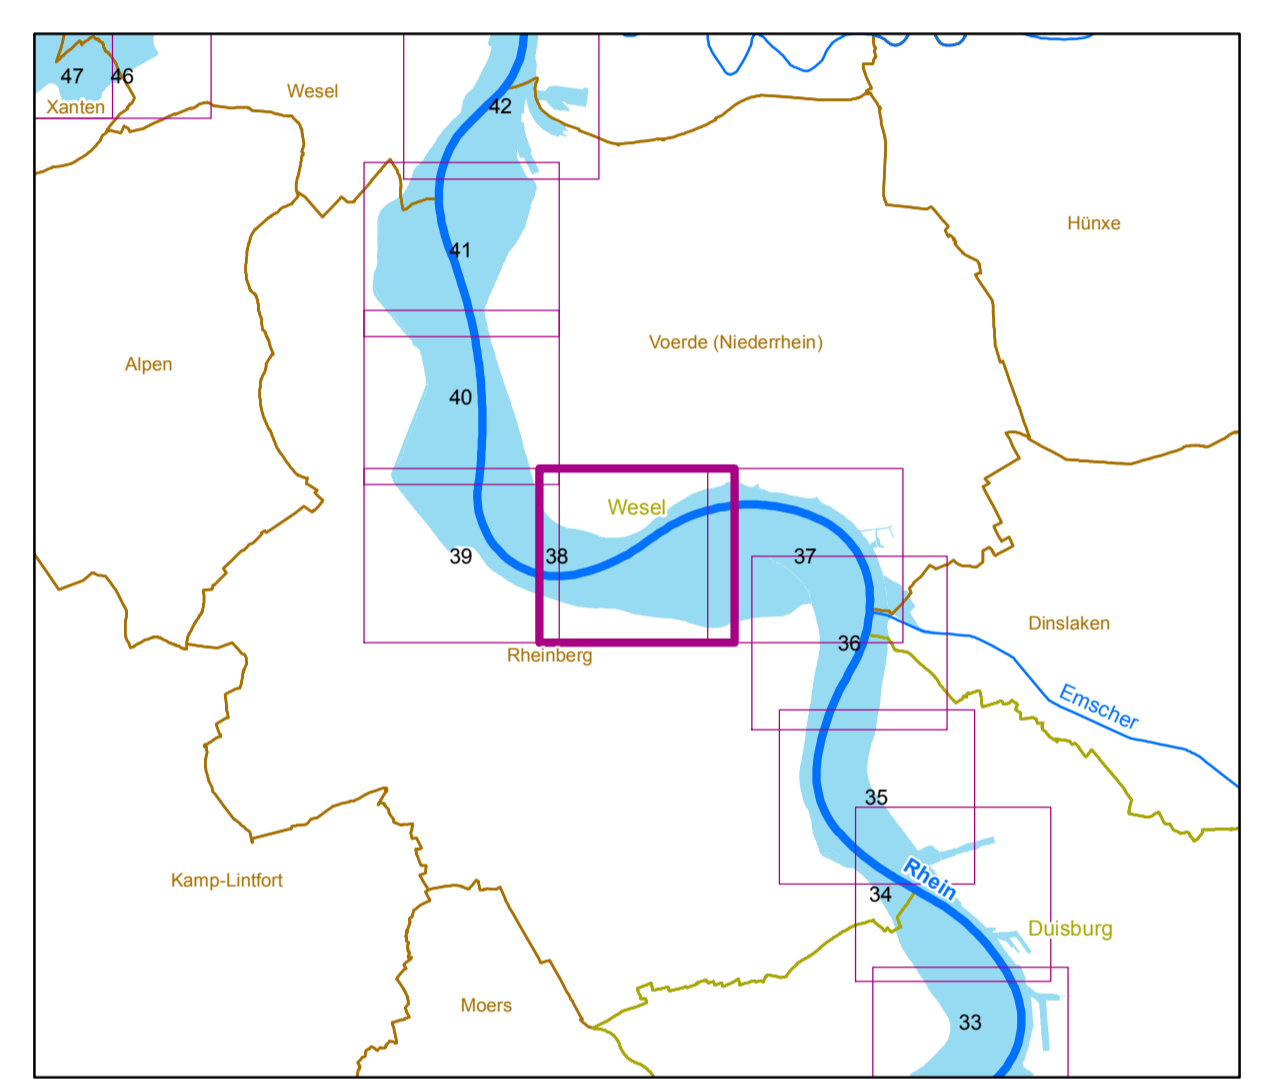 47
46
Xanten
Wesel
42
Hünxe
41
Voerde (Niederrhein)
Alpen
40
Wesel
39
38
37
Rheinberg
36
Dinslaken
Emscher
35
Rhein
34
Kamp-Lintfort
Duisburg
Moers
33